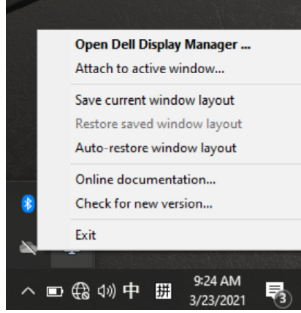 Open Dell Display Manager ...
Attach to active window...
Save current window layout
Restore saved window layout
Auto-restore window layout
Online documentation...
Check for new version...
Exit
中 拼 9:24 AM
3/23/2021 3